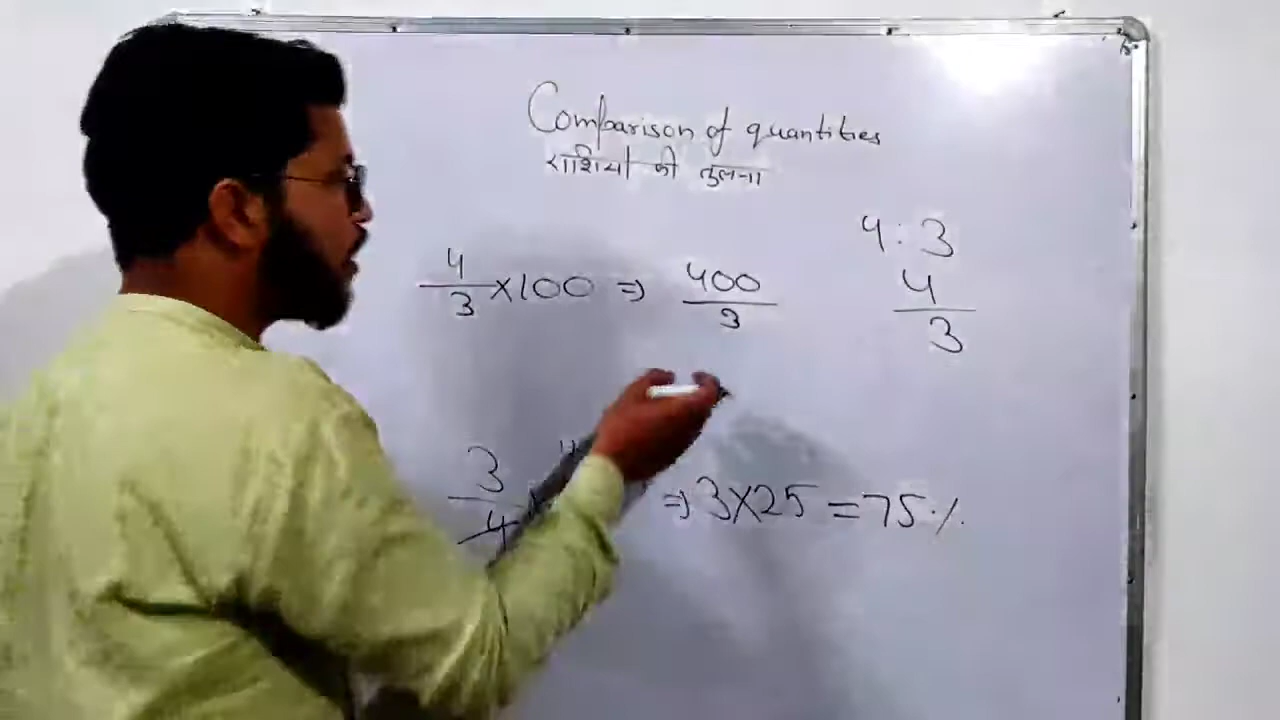 Comparison of quantities
राशियों की तुलना
4 : 3
4/3 × 100 ⇒ 400/3
4/3
3/4 ⇒ 3×25 = 75%